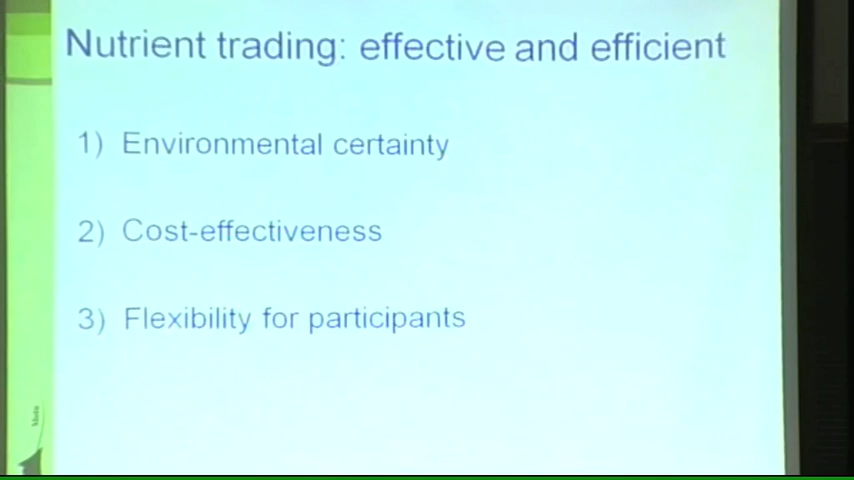 Nutrient trading: effective and efficient
1) Environmental certainty
2) Cost-effectiveness
3) Flexibility for participants